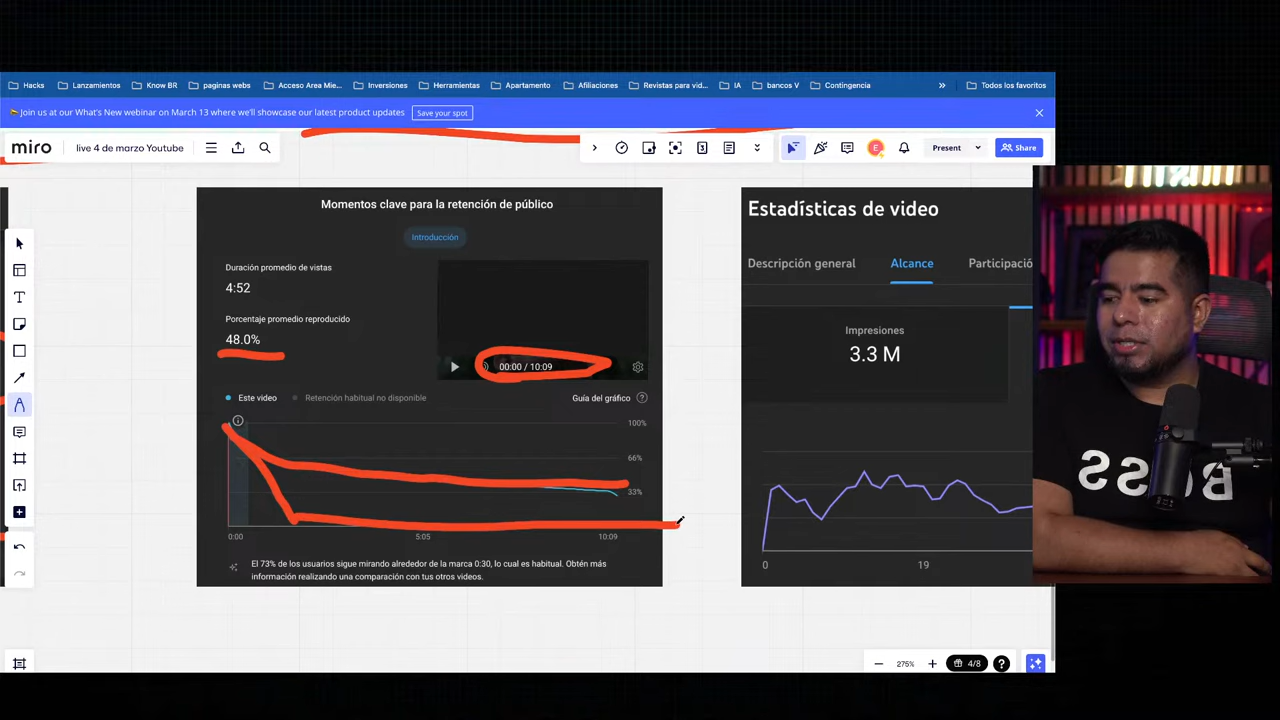 Hacks Lanzamientos Know BR paginas webs Acceso Area Mie... Inversiones Herramientas Apartamento Afiliaciones Revistas para vid... IA bancos V Contingencia » Todos los favoritos
Join us at our What's New webinar on March 13 where we'll showcase our latest product updates Save your spot
miro live 4 de marzo Youtube 3 E Present Share
Momentos clave para la retención de público
Introducción
Duración promedio de vistas
4:52
Porcentaje promedio reproducido
48.0%
00:00 / 10:09
Este video Retención habitual no disponible Guía del gráfico ?
100%
66%
33%
0:00 5:05 10:09
El 73% de los usuarios sigue mirando alrededor de la marca 0:30, lo cual es habitual. Obtén más
información realizando una comparación con tus otros videos.
Estadísticas de video
Descripción general Alcance Participació
Impresiones
3.3 M
0 19
BOSS
275% 4/8 ?